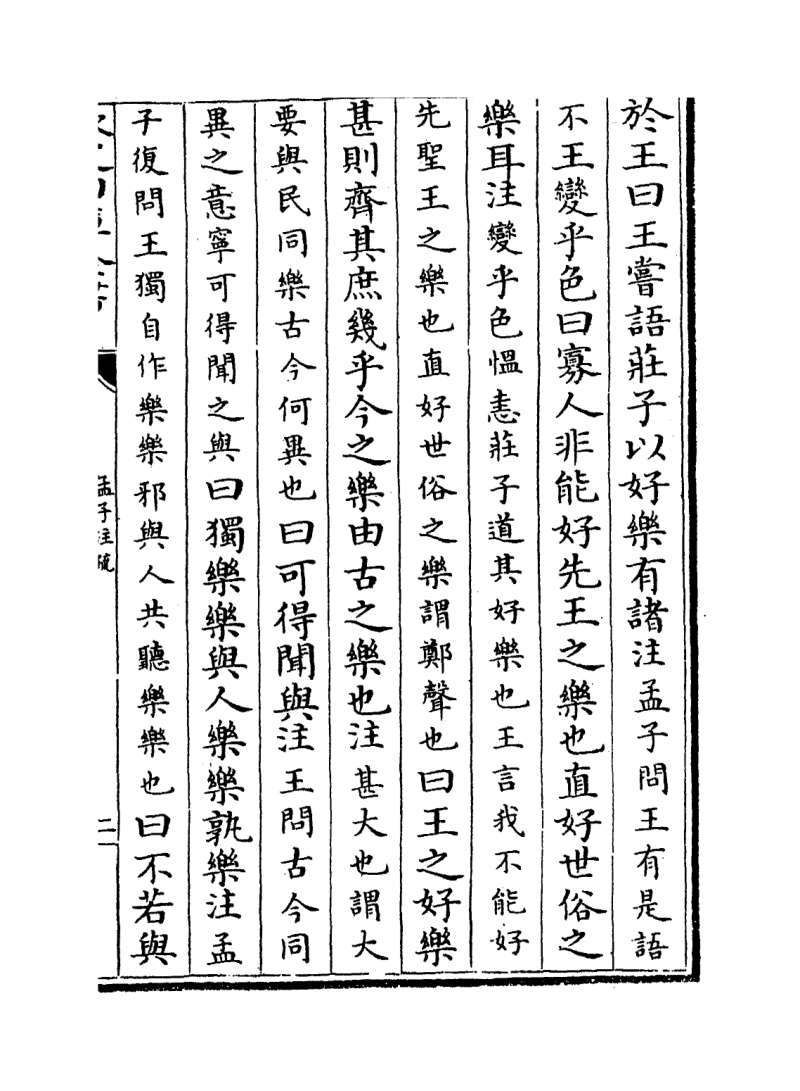 於王曰王嘗語莊子以好樂有諸注孟子問王有是語
不王變乎色曰寡人非能好先王之樂也直好世俗之
樂耳注變乎色慍恚莊子道其好樂也王言我不能好
先聖王之樂也直好世俗之樂謂鄭聲也曰王之好樂
甚則齊其庶幾乎今之樂由古之樂也注甚大也謂大
要與民同樂古今何異也曰可得聞與注王問古今同
異之意寧可得聞之與曰獨樂樂與人樂樂孰樂注孟
子復問王獨自作樂樂邪與人共聽樂樂也曰不若與
孟子注疏
二